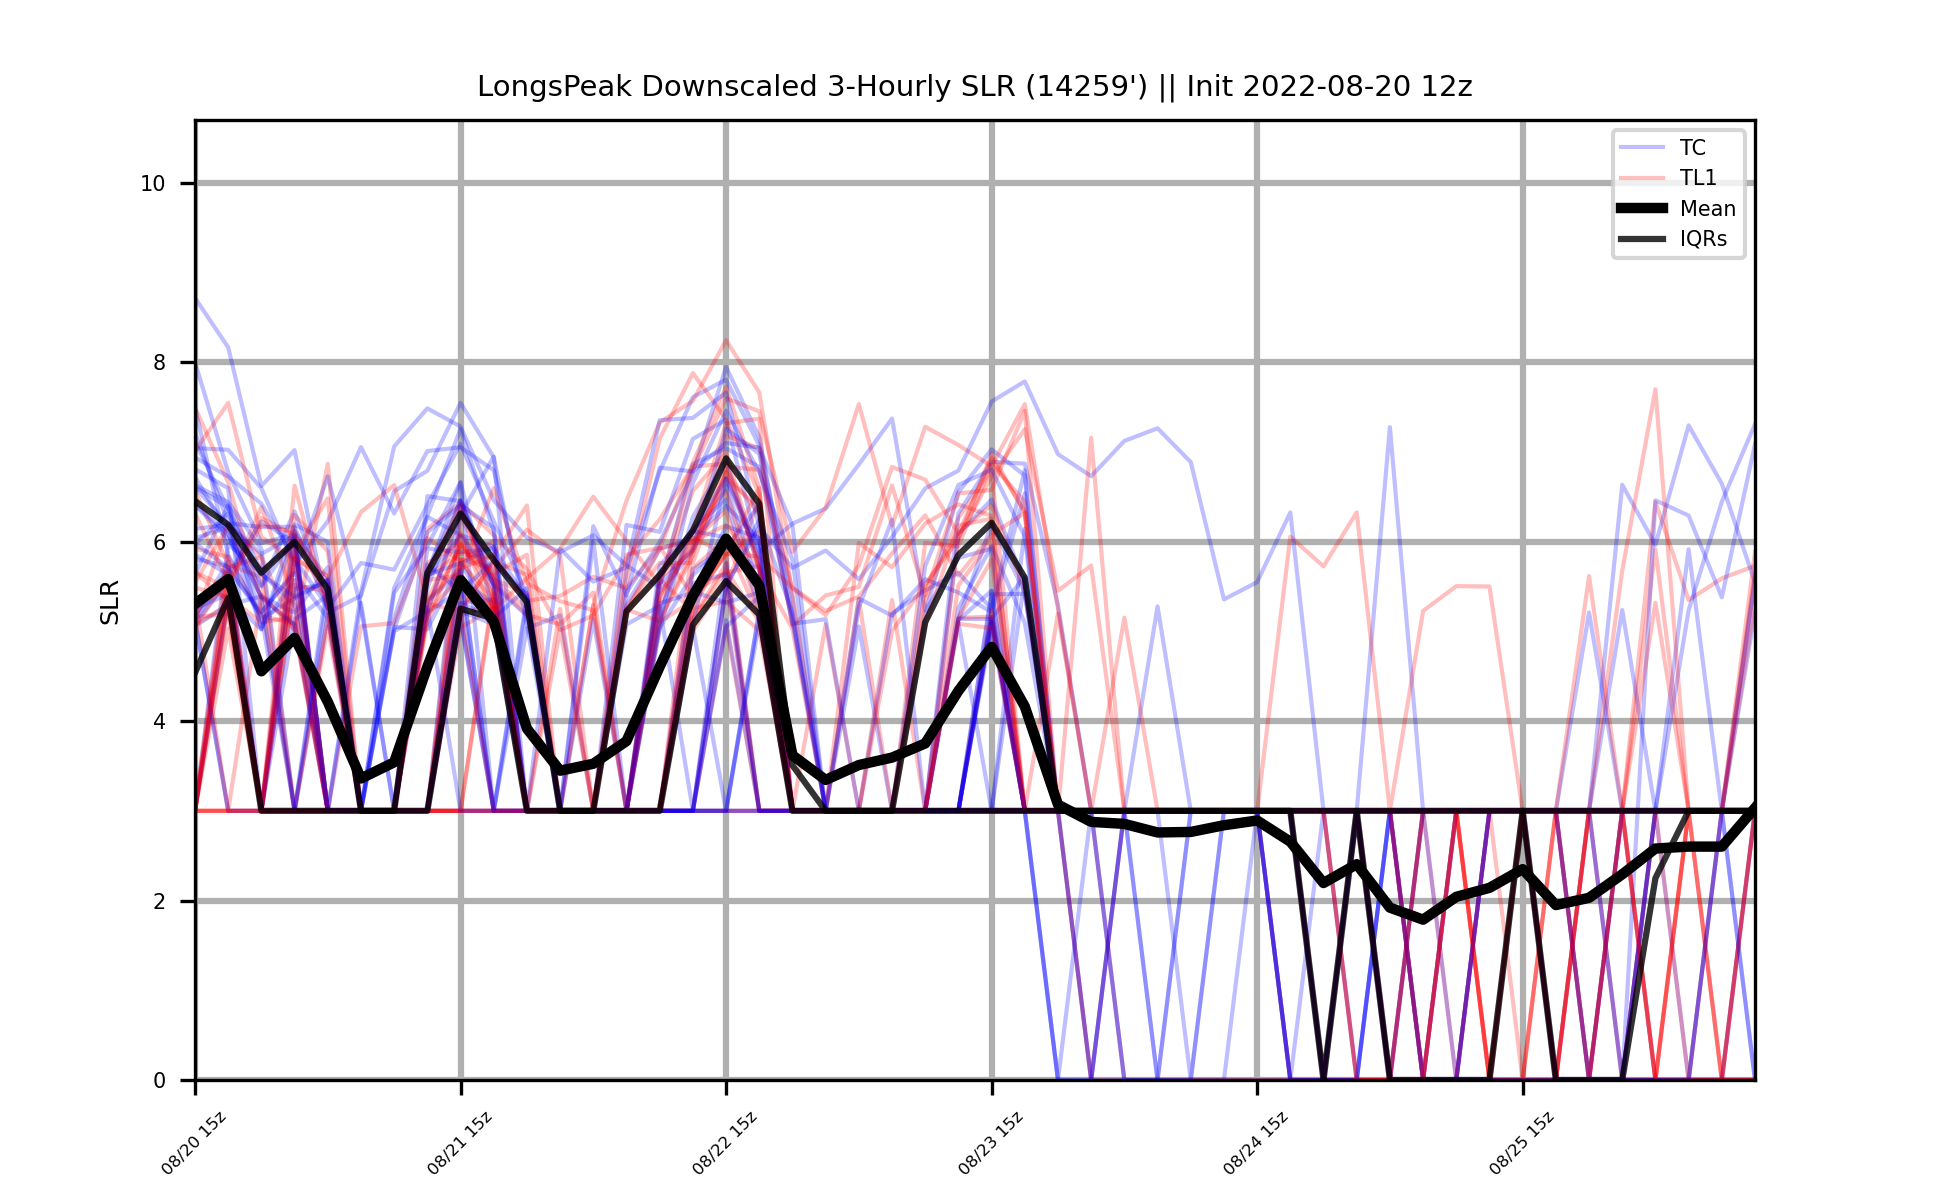 LongsPeak Downscaled 3-Hourly SLR (14259') || Init 2022-08-20 12z
TC
TL1
Mean
IQRs
SLR
10
8
6
4
2
0
08/20 15z
08/21 15z
08/22 15z
08/23 15z
08/24 15z
08/25 15z